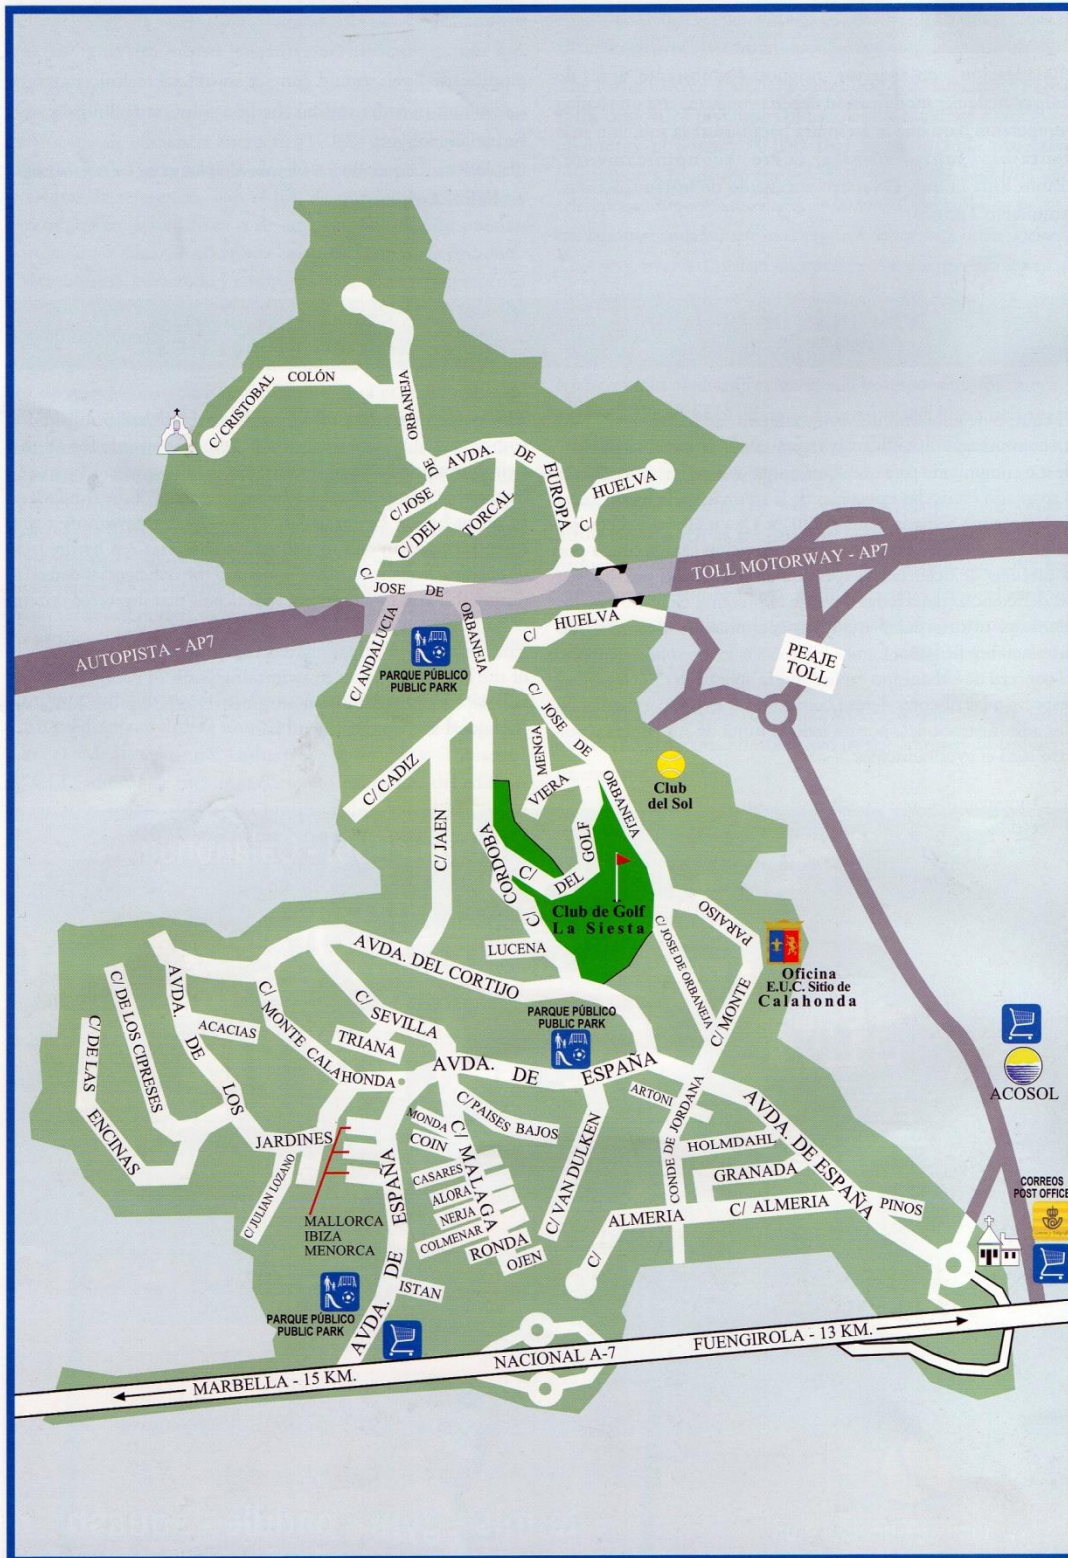 C/ CRISTOBAL COLÓN
C/ JOSE DE ORBANEJA
AVDA. DE EUROPA
C/ HUELVA
C/ DEL TORCAL
C/ JOSE DE ORBANEJA
TOLL MOTORWAY - AP7
AUTOPISTA - AP7
C/ ANDALUCIA
C/ HUELVA
PEAJE
TOLL
PARQUE PÚBLICO
PUBLIC PARK
C/ JOSE DE ORBANEJA
MENGA
VIERA
C/ CADIZ
C/ JAEN
Club
del Sol
C/ CORDOBA
C/ DEL GOLF
Club de Golf
La Siesta
PARAISO
C/ MONTE
LUCENA
C/ JOSE DE ORBANEJA
Oficina
E.U.C. Sitio de
Calahonda
AVDA. DEL CORTIJO
AVDA. DE LOS JARDINES
C/ DE LOS CIPRESES
C/ DE LAS ENCINAS
ACACIAS
C/ MONTE CALAHONDA
C/ SEVILLA
TRIANA
PARQUE PÚBLICO
PUBLIC PARK
AVDA. DE ESPAÑA
ACOSOL
ARTONI
C/ PAISES BAJOS
MONDA
COIN
C/ MALAGA
C/ VAN DULKEN
CONDE DE JORDANA
HOLMDAHL
GRANADA
AVDA. DE ESPAÑA
C/ JULIAN LOZANO
CASARES
ALORA
NERJA
COLMENAR
RONDA
OJEN
C/ ALMERIA
C/ ALMERIA
PINOS
CORREOS
POST OFFICE
MALLORCA
IBIZA
MENORCA
AVDA. DE ESPAÑA
ISTAN
PARQUE PÚBLICO
PUBLIC PARK
MARBELLA - 15 KM.
NACIONAL A-7
FUENGIROLA - 13 KM.